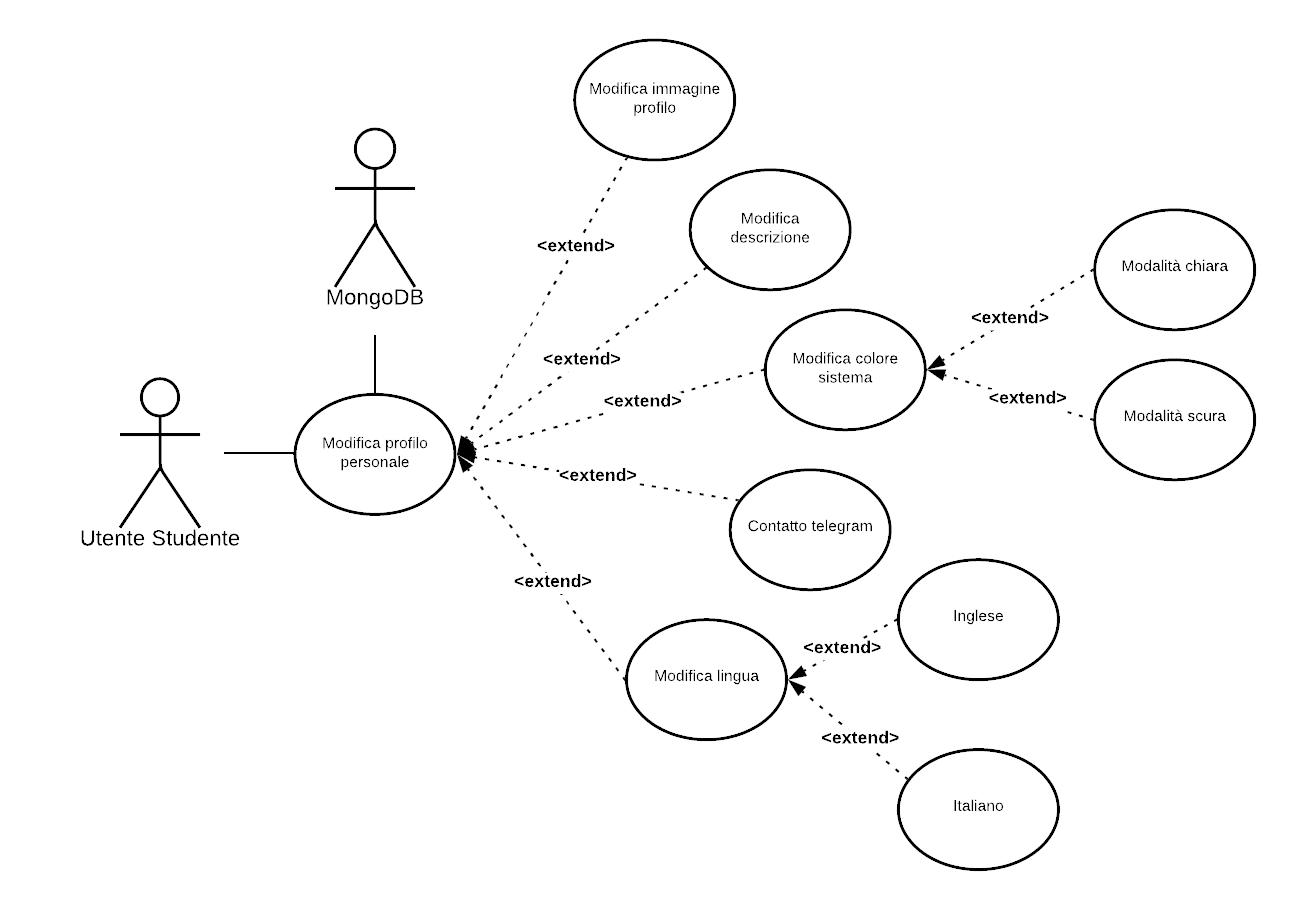 Modifica immagine
profilo
Modifica
descrizione
<extend>
Modalità chiara
MongoDB
<extend>
<extend>
Modifica colore
sistema
<extend>
<extend>
Modalità scura
Modifica profilo
personale
<extend>
Utente Studente
Contatto telegram
<extend>
Inglese
<extend>
Modifica lingua
<extend>
Italiano